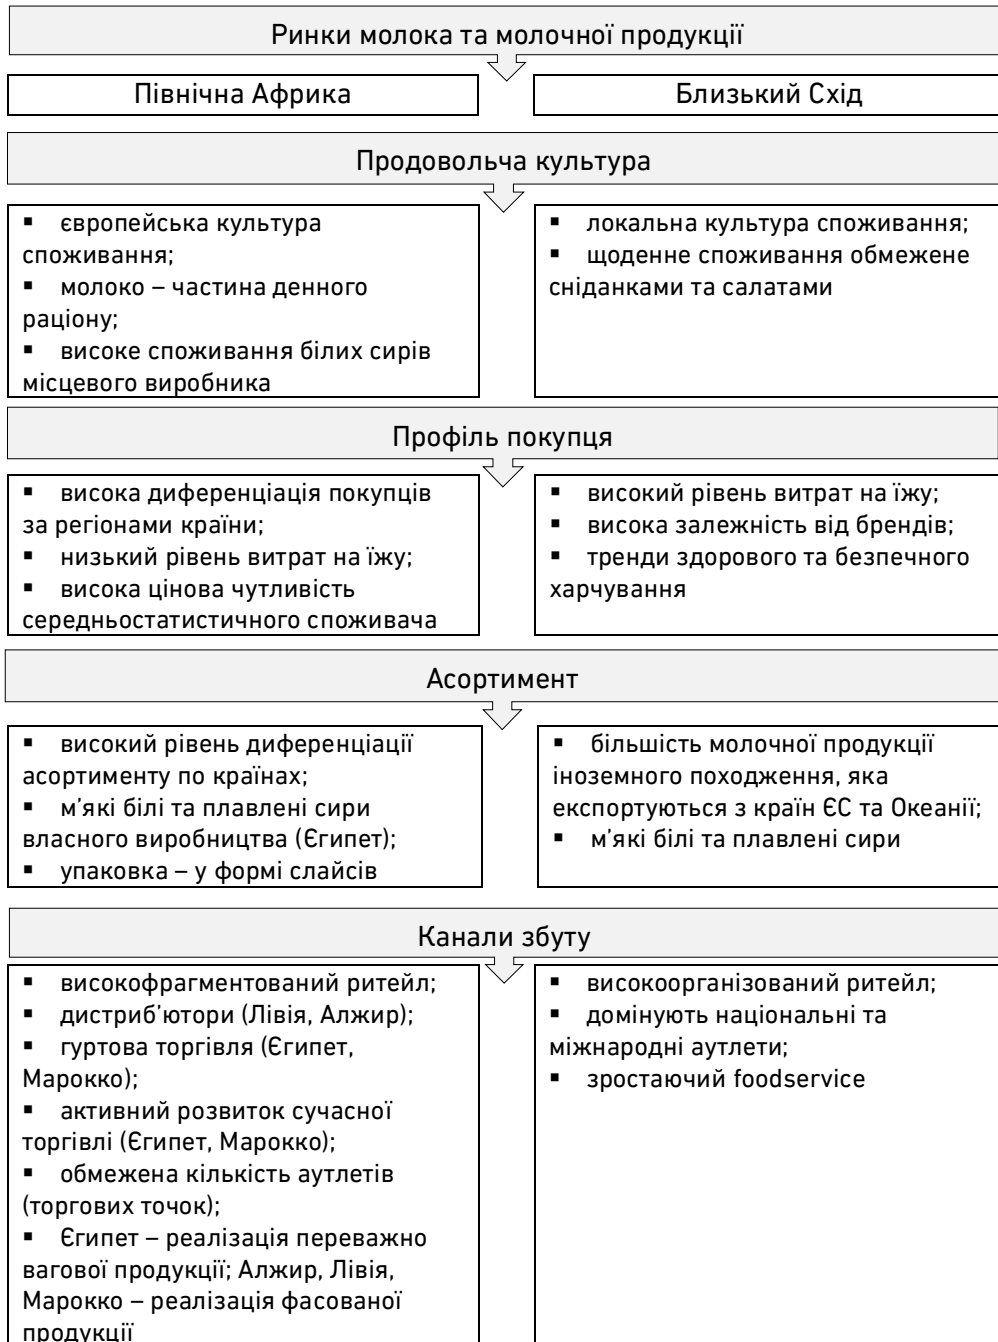 Ринки молока та молочної продукції
Північна Африка
Близький Схід
Продовольча культура
▪ європейська культура
споживання;
▪ молоко – частина денного
раціону;
▪ високе споживання білих сирів
місцевого виробника
▪ локальна культура споживання;
▪ щоденне споживання обмежене
сніданками та салатами
Профіль покупця
▪ висока диференціація покупців
за регіонами країни;
▪ низький рівень витрат на їжу;
▪ висока цінова чутливість
середньостатистичного споживача
▪ високий рівень витрат на їжу;
▪ висока залежність від брендів;
▪ тренди здорового та безпечного
харчування
Асортимент
▪ високий рівень диференціації
асортименту по країнах;
▪ м’які білі та плавлені сири
власного виробництва (Єгипет);
▪ упаковка – у формі слайсів
▪ більшість молочної продукції
іноземного походження, яка
експортуються з країн ЄС та Океанії;
▪ м’які білі та плавлені сири
Канали збуту
▪ високофрагментований ритейл;
▪ дистриб’ютори (Лівія, Алжир);
▪ гуртова торгівля (Єгипет,
Марокко);
▪ активний розвиток сучасної
торгівлі (Єгипет, Марокко);
▪ обмежена кількість аутлетів
(торгових точок);
▪ Єгипет – реалізація переважно
вагової продукції; Алжир, Лівія,
Марокко – реалізація фасованої
продукції
▪ високоорганізований ритейл;
▪ домінують національні та
міжнародні аутлети;
▪ зростаючий foodservice